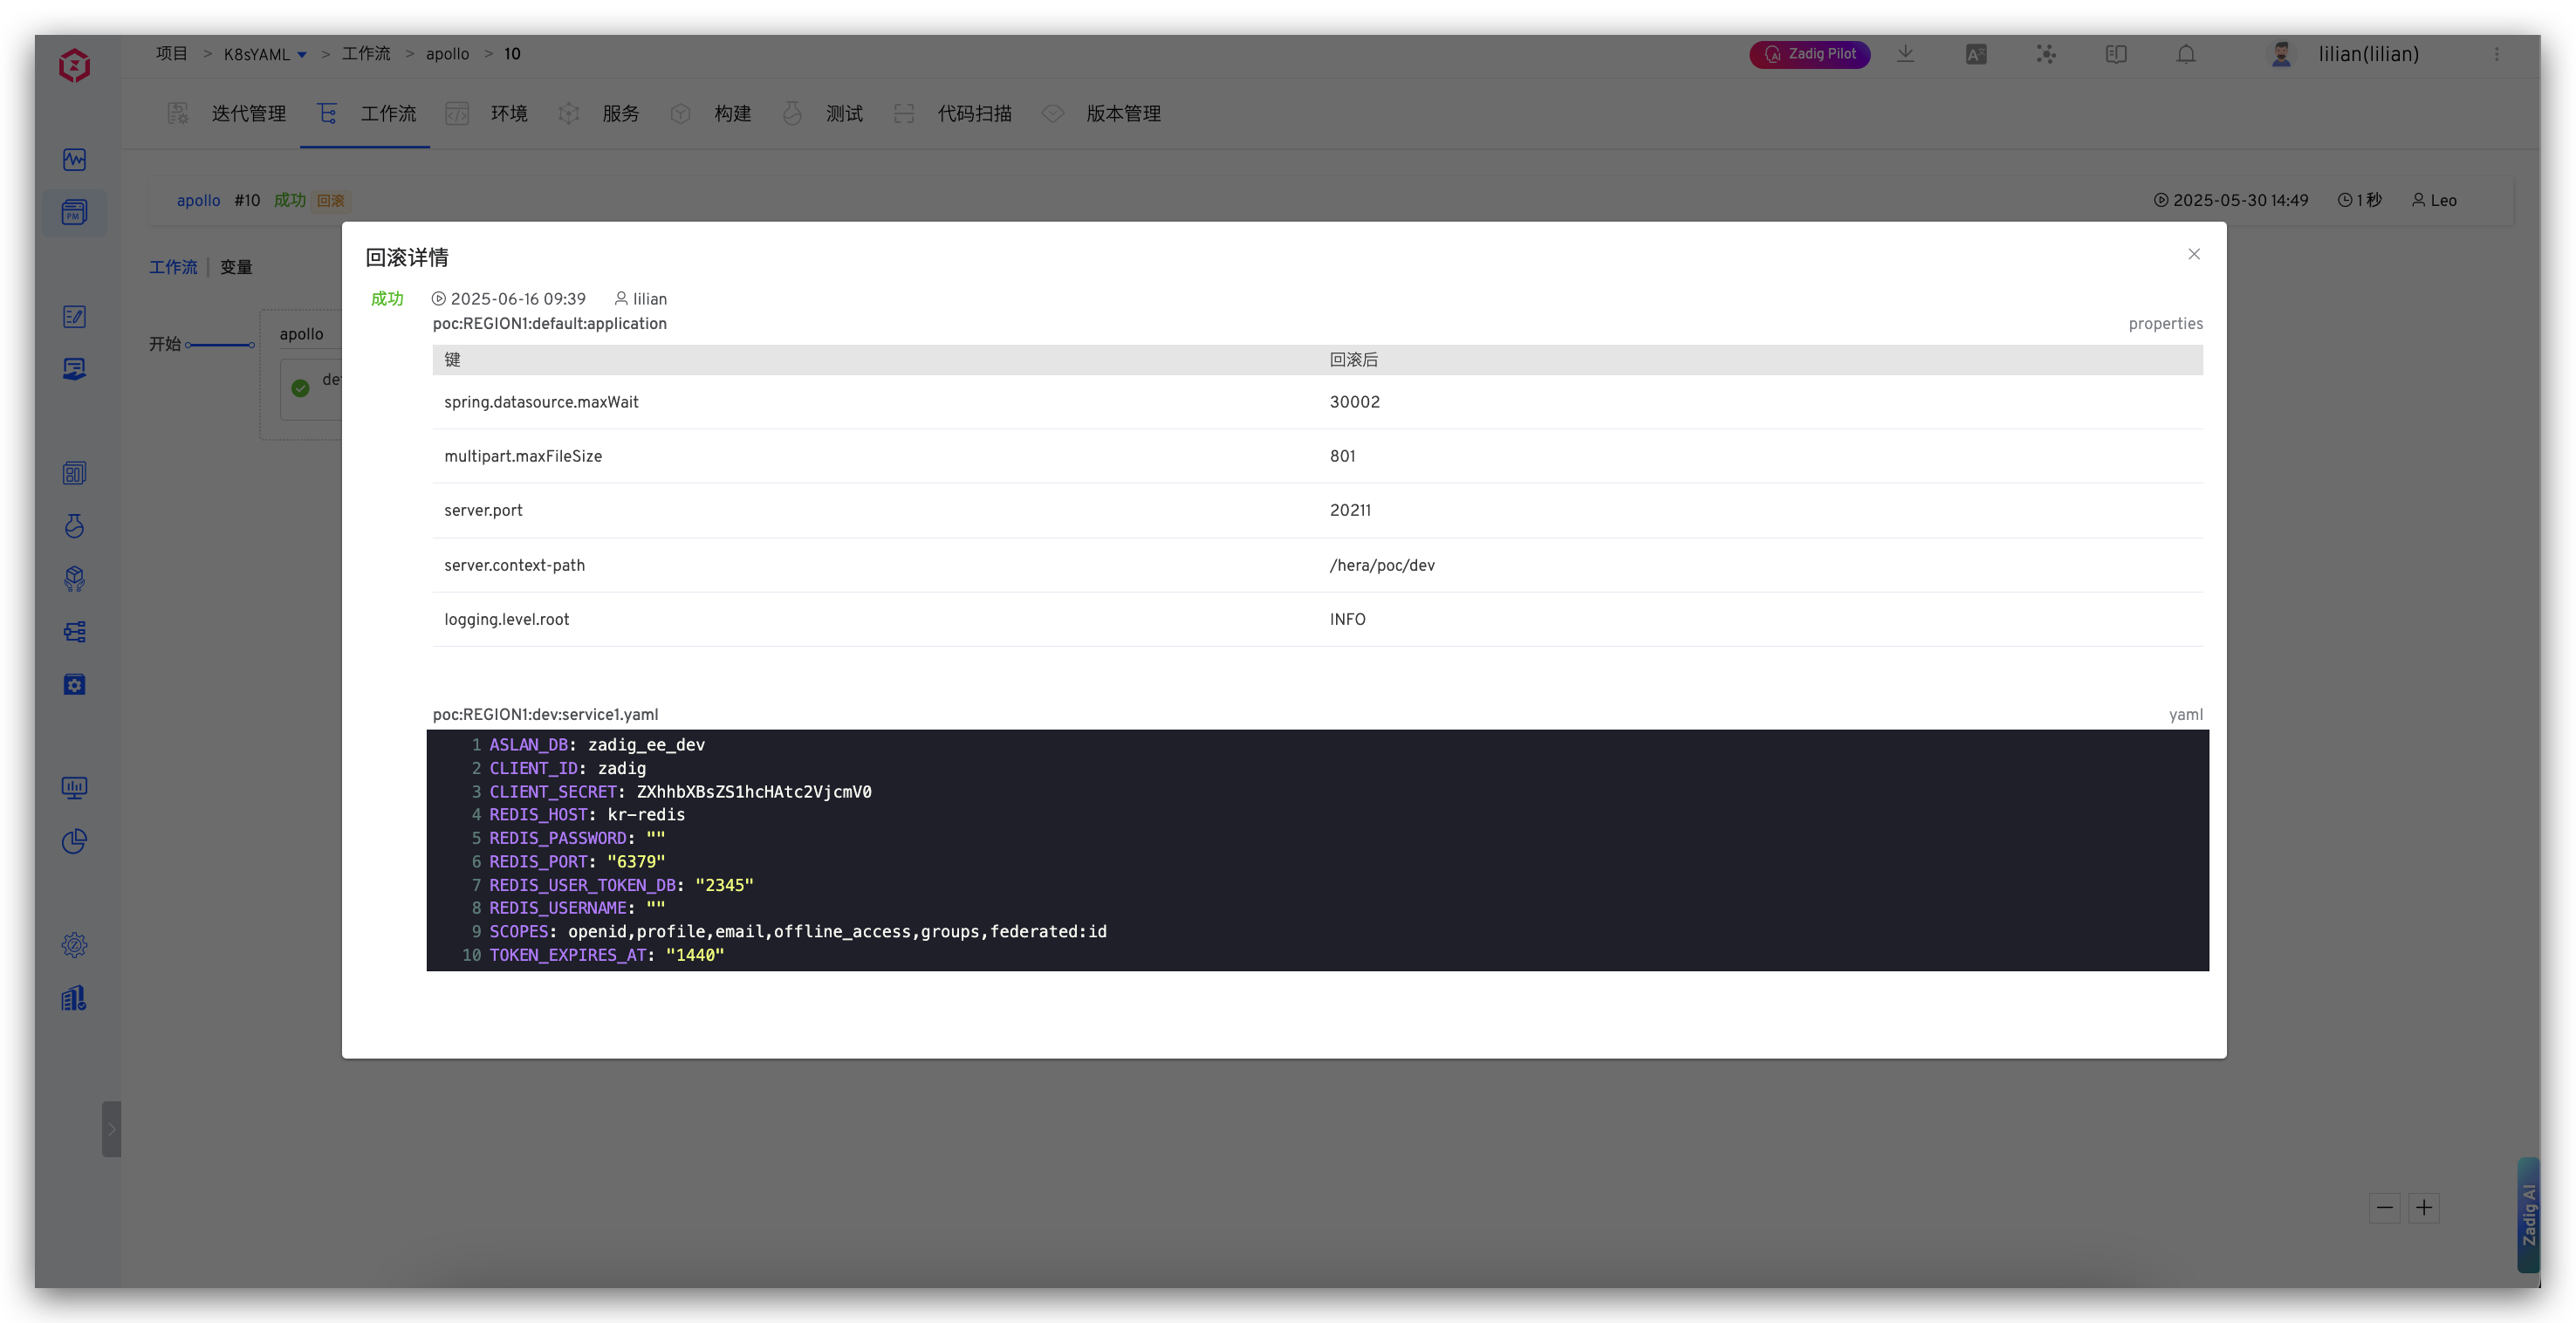 项目 > K8sYAML > 工作流 > apollo > 10
Zadig Pilot
lilian(lilian)
迭代管理 工作流 环境 服务 构建 测试 代码扫描 版本管理
apollo #10 成功 回滚
2025-05-30 14:49 1 秒 Leo
工作流 | 变量
开始
apollo
回滚详情
成功 2025-06-16 09:39 lilian
poc:REGION1:default:application properties
键 回滚后
spring.datasource.maxWait 30002
multipart.maxFileSize 801
server.port 20211
server.context-path /hera/poc/dev
logging.level.root INFO
poc:REGION1:dev:service1.yaml yaml
1 ASLAN_DB: zadig_ee_dev
2 CLIENT_ID: zadig
3 CLIENT_SECRET: ZXhhbXBsZS1hcHAtc2VjcmV0
4 REDIS_HOST: kr-redis
5 REDIS_PASSWORD: ""
6 REDIS_PORT: "6379"
7 REDIS_USER_TOKEN_DB: "2345"
8 REDIS_USERNAME: ""
9 SCOPES: openid,profile,email,offline_access,groups,federated:id
10 TOKEN_EXPIRES_AT: "1440"
Zadig AI